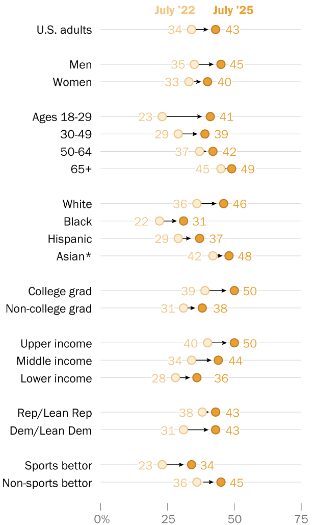 July ’22 July ’25
U.S. adults 34 43
Men 35 45
Women 33 40
Ages 18-29 23 41
30-49 29 39
50-64 37 42
65+ 45 49
White 36 46
Black 22 31
Hispanic 29 37
Asian* 42 48
College grad 39 50
Non-college grad 31 38
Upper income 40 50
Middle income 34 44
Lower income 28 36
Rep/Lean Rep 38 43
Dem/Lean Dem 31 43
Sports bettor 23 34
Non-sports bettor 36 45
0% 25 50 75